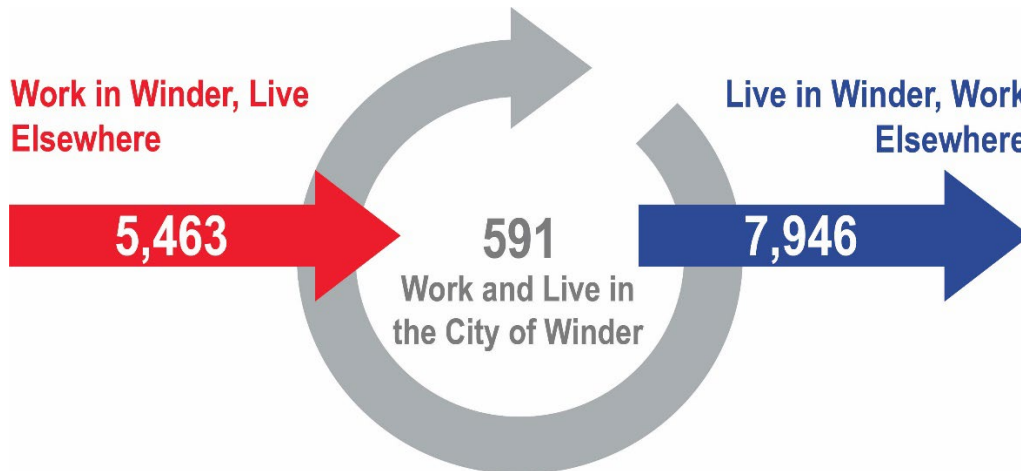 Work in Winder, Live
Elsewhere
5,463
591
Work and Live in
the City of Winder
Live in Winder, Work
Elsewhere
7,946